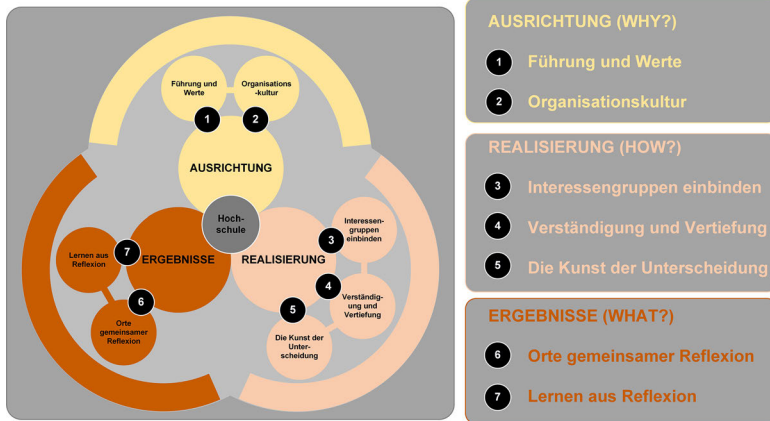 Führung und
Werte
Organisations
-kultur
1
2
AUSRICHTUNG
Hoch-
schule
Interessen-
gruppen
einbinden
3
7
Lernen aus
Reflexion
ERGEBNISSE
REALISIERUNG
4
6
Verständig-
ung und
Vertiefung
5
Orte
gemeinsamer
Reflexion
Die Kunst der
Unter-
scheidung
AUSRICHTUNG (WHY?)
1 Führung und Werte
2 Organisationskultur
REALISIERUNG (HOW?)
3 Interessengruppen einbinden
4 Verständigung und Vertiefung
5 Die Kunst der Unterscheidung
ERGEBNISSE (WHAT?)
6 Orte gemeinsamer Reflexion
7 Lernen aus Reflexion